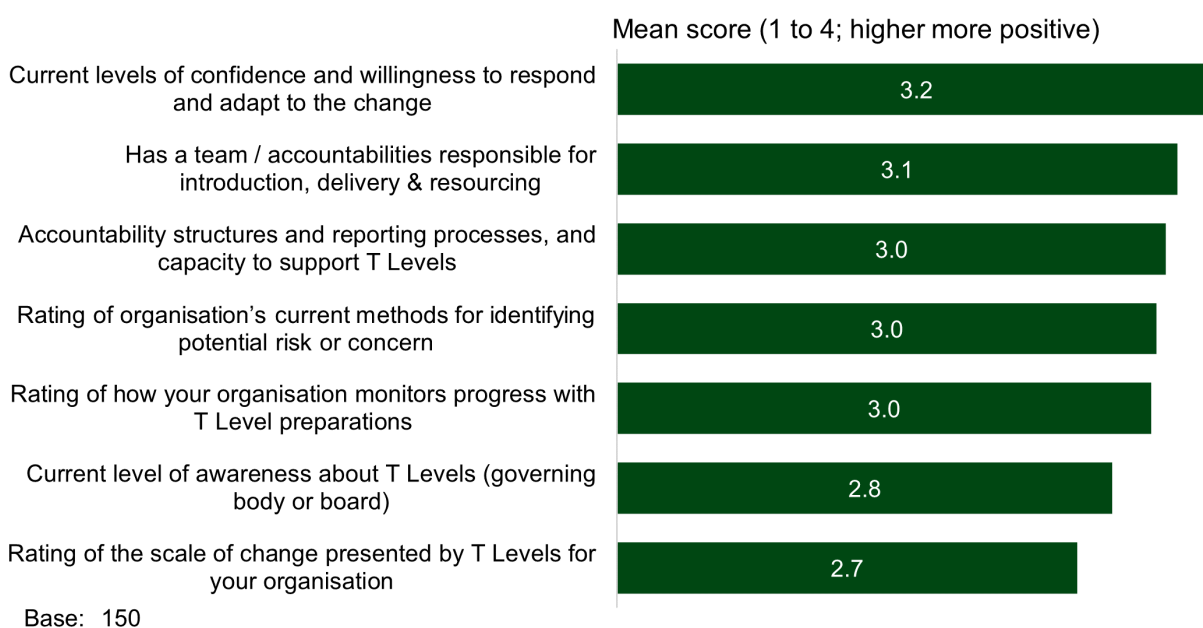 Mean score (1 to 4; higher more positive)
Current levels of confidence and willingness to respond
and adapt to the change
3.2
Has a team / accountabilities responsible for
introduction, delivery & resourcing
3.1
Accountability structures and reporting processes, and
capacity to support T Levels
3.0
Rating of organisation’s current methods for identifying
potential risk or concern
3.0
Rating of how your organisation monitors progress with
T Level preparations
3.0
Current level of awareness about T Levels (governing
body or board)
2.8
Rating of the scale of change presented by T Levels for
your organisation
2.7
Base: 150